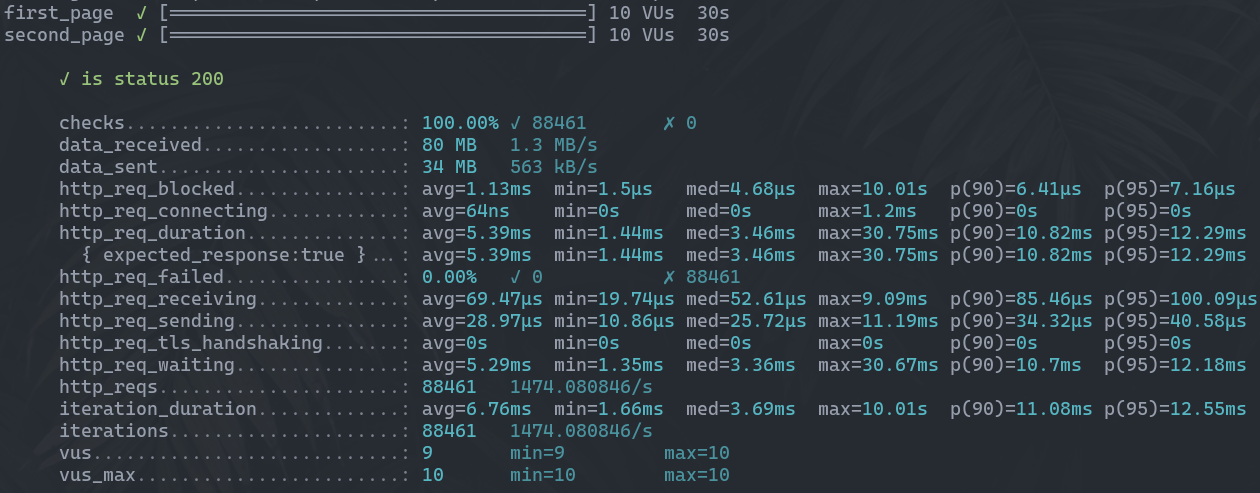 first_page  ✓ [======================================] 10 VUs  30s
second_page ✓ [======================================] 10 VUs  30s
✓ is status 200
checks.........................: 100.00% ✓ 88461       ✗ 0
data_received..................: 80 MB   1.3 MB/s
data_sent......................: 34 MB   563 kB/s
http_req_blocked...............: avg=1.13ms  min=1.5µs   med=4.68µs  max=10.01s  p(90)=6.41µs  p(95)=7.16µs
http_req_connecting............: avg=64ns    min=0s      med=0s      max=1.2ms   p(90)=0s      p(95)=0s
http_req_duration..............: avg=5.39ms  min=1.44ms  med=3.46ms  max=30.75ms p(90)=10.82ms p(95)=12.29ms
{ expected_response:true }...: avg=5.39ms  min=1.44ms  med=3.46ms  max=30.75ms p(90)=10.82ms p(95)=12.29ms
http_req_failed................: 0.00%   ✓ 0           ✗ 88461
http_req_receiving.............: avg=69.47µs min=19.74µs med=52.61µs max=9.09ms  p(90)=85.46µs p(95)=100.09µs
http_req_sending...............: avg=28.97µs min=10.86µs med=25.72µs max=11.19ms p(90)=34.32µs p(95)=40.58µs
http_req_tls_handshaking.......: avg=0s      min=0s      med=0s      max=0s      p(90)=0s      p(95)=0s
http_req_waiting...............: avg=5.29ms  min=1.35ms  med=3.36ms  max=30.67ms p(90)=10.7ms  p(95)=12.18ms
http_reqs......................: 88461   1474.080846/s
iteration_duration.............: avg=6.76ms  min=1.66ms  med=3.69ms  max=10.01s  p(90)=11.08ms p(95)=12.55ms
iterations.....................: 88461   1474.080846/s
vus............................: 9       min=9         max=10
vus_max........................: 10      min=10        max=10